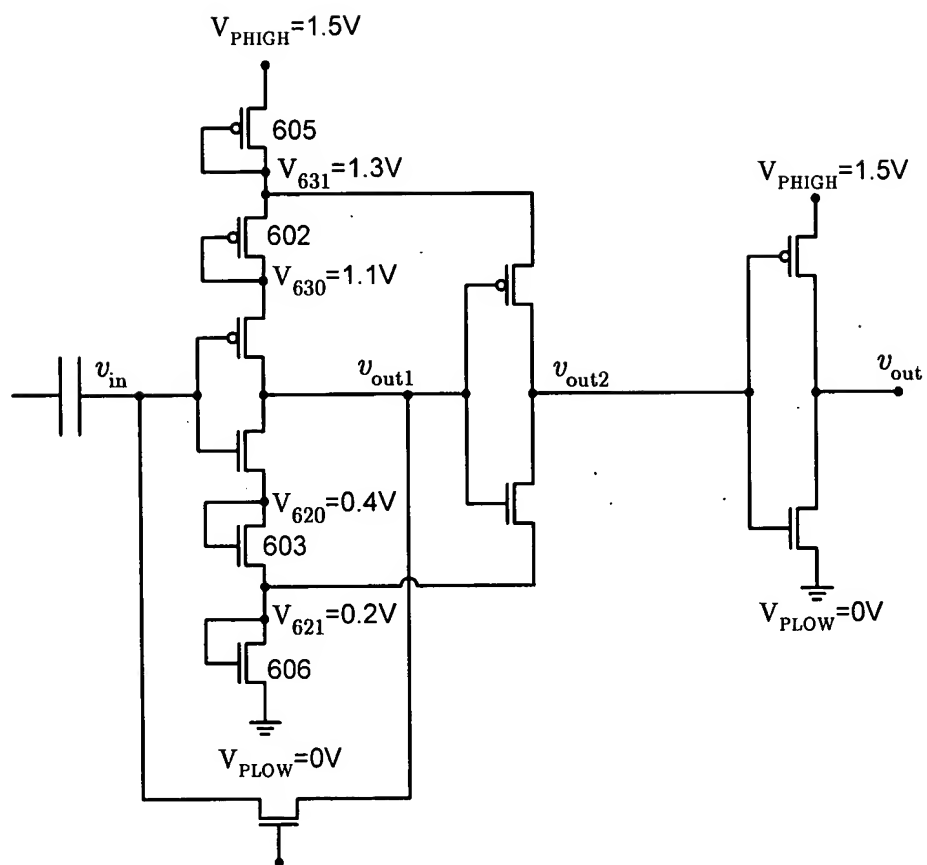 V_PHIGH=1.5V
605
V_631=1.3V
V_PHIGH=1.5V
602
V_630=1.1V
v_in
v_out1
v_out2
v_out
V_620=0.4V
603
V_621=0.2V
V_PLOW=0V
606
V_PLOW=0V